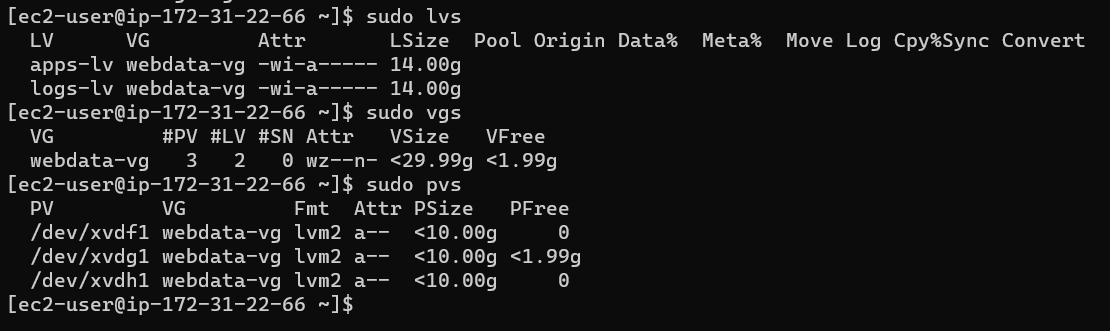 [ec2-user@ip-172-31-22-66 ~]$ sudo lvs
  LV      VG         Attr       LSize  Pool Origin Data%  Meta%  Move Log Cpy%Sync Convert
  apps-lv webdata-vg -wi-a----- 14.00g
  logs-lv webdata-vg -wi-a----- 14.00g
[ec2-user@ip-172-31-22-66 ~]$ sudo vgs
  VG         #PV #LV #SN Attr   VSize   VFree
  webdata-vg   3   2   0 wz--n- <29.99g <1.99g
[ec2-user@ip-172-31-22-66 ~]$ sudo pvs
  PV         VG         Fmt  Attr PSize   PFree
  /dev/xvdf1 webdata-vg lvm2 a--  <10.00g     0
  /dev/xvdg1 webdata-vg lvm2 a--  <10.00g <1.99g
  /dev/xvdh1 webdata-vg lvm2 a--  <10.00g     0
[ec2-user@ip-172-31-22-66 ~]$